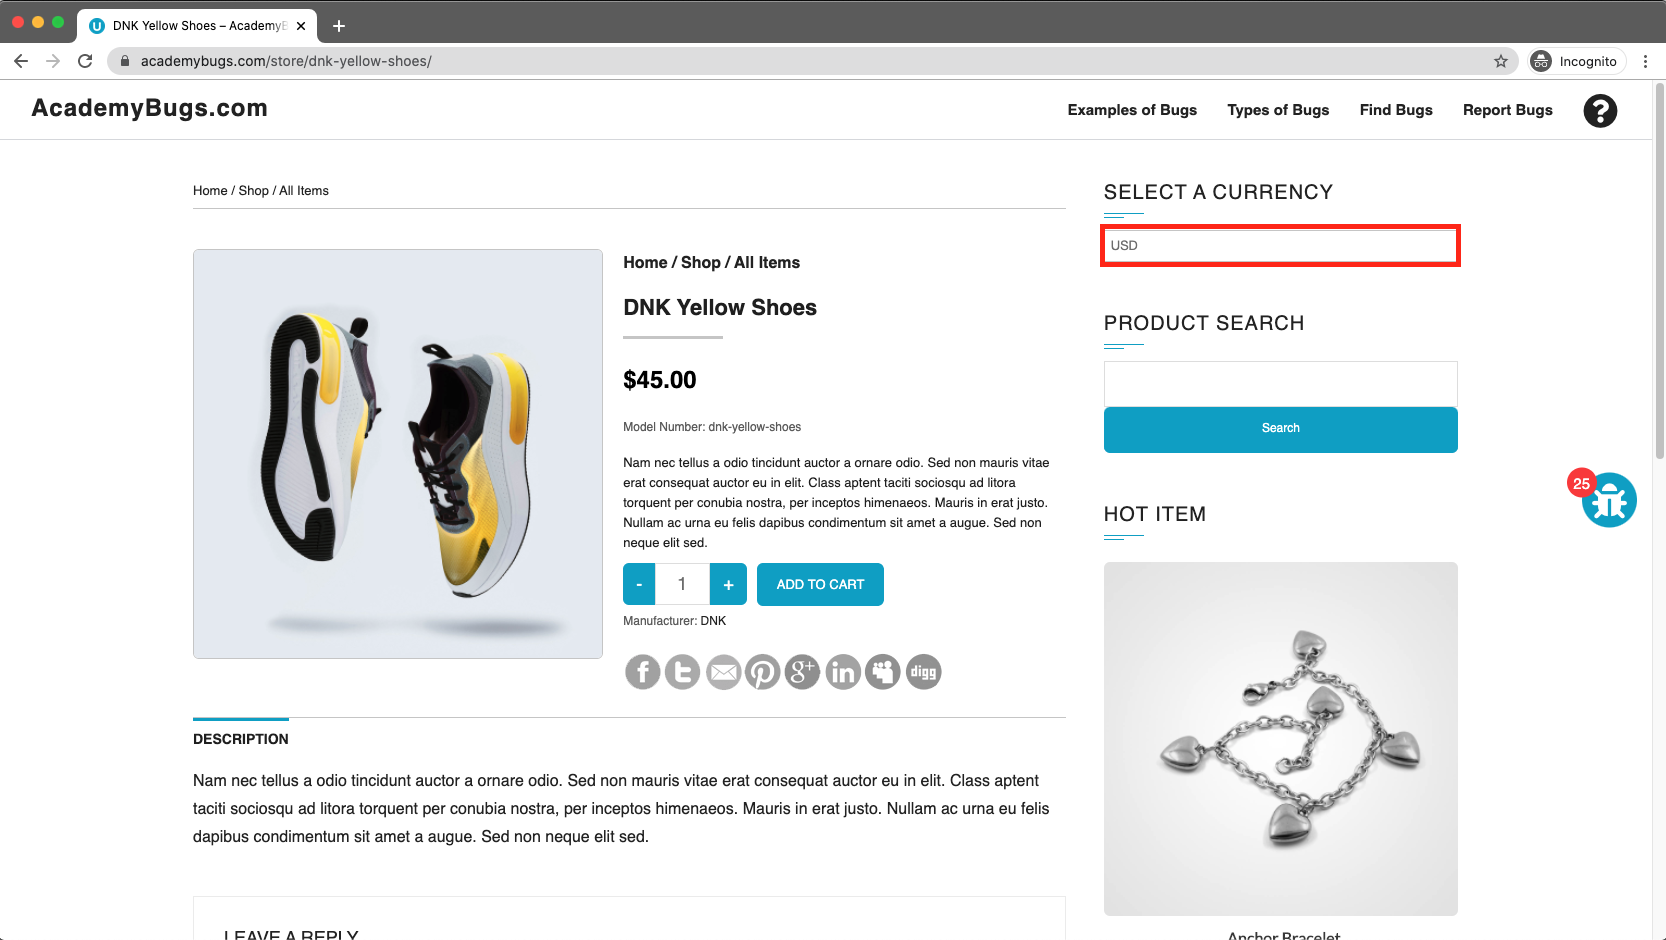 DNK Yellow Shoes – AcademyB
academybugs.com/store/dnk-yellow-shoes/
Incognito
AcademyBugs.com
Examples of Bugs
Types of Bugs
Find Bugs
Report Bugs
?
Home / Shop / All Items
Home / Shop / All Items
DNK Yellow Shoes
$45.00
Model Number: dnk-yellow-shoes
Nam nec tellus a odio tincidunt auctor a ornare odio. Sed non mauris vitae
erat consequat auctor eu in elit. Class aptent taciti sociosqu ad litora
torquent per conubia nostra, per inceptos himenaeos. Mauris in erat justo.
Nullam ac urna eu felis dapibus condimentum sit amet a augue. Sed non
neque elit sed.
- 1 +
ADD TO CART
Manufacturer: DNK
digg
DESCRIPTION
Nam nec tellus a odio tincidunt auctor a ornare odio. Sed non mauris vitae erat consequat auctor eu in elit. Class aptent
taciti sociosqu ad litora torquent per conubia nostra, per inceptos himenaeos. Mauris in erat justo. Nullam ac urna eu felis
dapibus condimentum sit amet a augue. Sed non neque elit sed.
LEAVE A REPLY
SELECT A CURRENCY
USD
PRODUCT SEARCH
Search
HOT ITEM
Anchor Bracelet
25